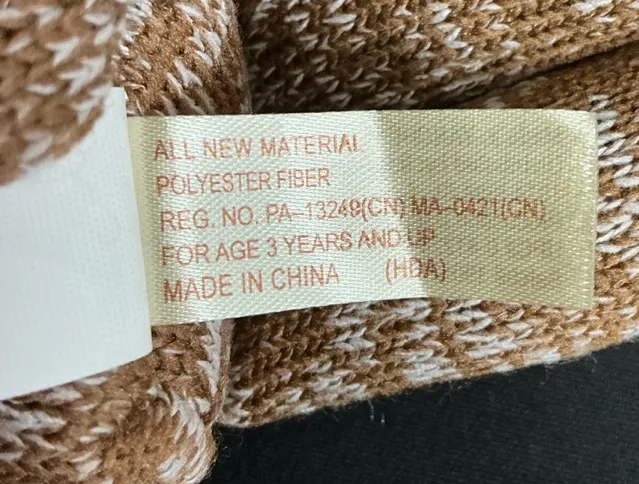 ALL NEW MATERIAL
POLYESTER FIBER
REG. NO. PA-13249(CN) MA-0421(CN)
FOR AGE 3 YEARS AND UP
MADE IN CHINA (HDA)